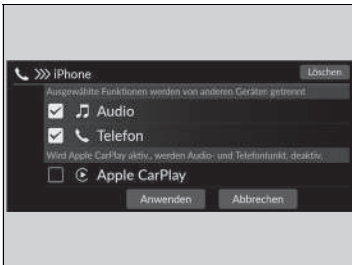 iPhone
Löschen
Ausgewählte Funktionen werden von anderen Geräten getrennt
Audio
Telefon
Wird Apple CarPlay aktiv., werden Audio- und Telefonfunkt. deaktiv.
Apple CarPlay
Anwenden
Abbrechen